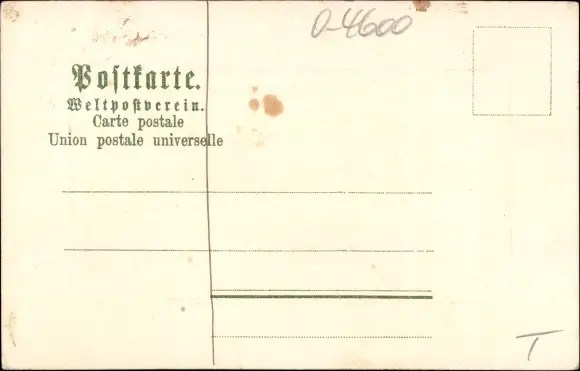 0-4600
Postkarte.
Weltpostverein.
Carte postale
Union postale universelle
T